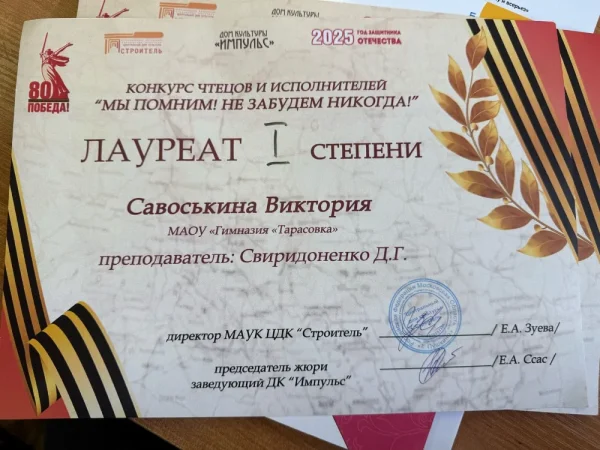 80
ПОБЕДА!
СТРОИТЕЛЬ
ДОМ КУЛЬТУРЫ
"ИМПУЛЬС"
2025 ГОД ЗАЩИТНИКА
ОТЕЧЕСТВА
КОНКУРС ЧТЕЦОВ И ИСПОЛНИТЕЛЕЙ
"МЫ ПОМНИМ! НЕ ЗАБУДЕМ НИКОГДА!"
ЛАУРЕАТ I СТЕПЕНИ
Савоськина Виктория
МАОУ «Гимназия «Тарасовка»
преподаватель: Свиридоненко Д.Г.
директор МАУК ЦДК "Строитель" / Е.А. Зуева/
председатель жюри
заведующий ДК "Импульс" /Е.А. Ссас /